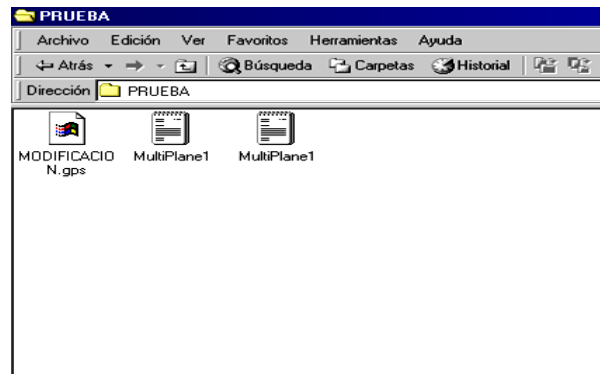 PRUEBA
Archivo Edición Ver Favoritos Herramientas Ayuda
Atrás Búsqueda Carpetas Historial
Dirección PRUEBA
MODIFICACIO
N.gps
MultiPlane1
MultiPlane1